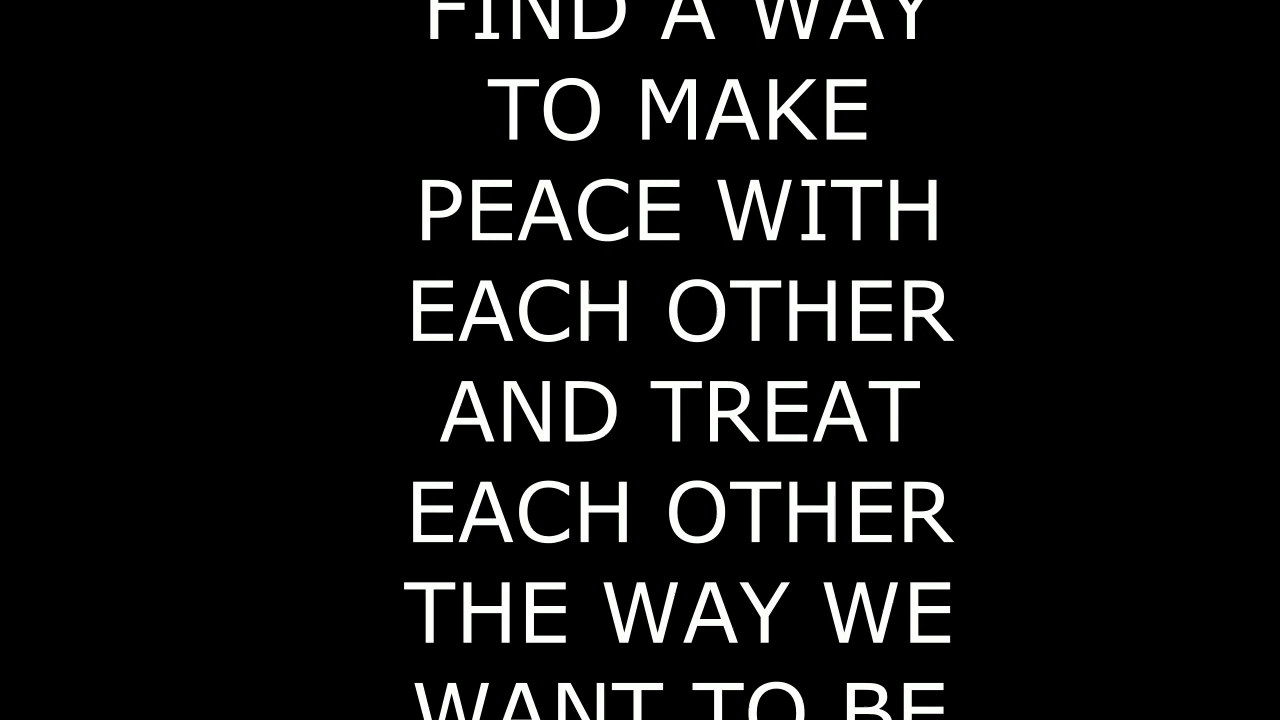 FIND A WAY
TO MAKE
PEACE WITH
EACH OTHER
AND TREAT
EACH OTHER
THE WAY WE
WANT TO BE